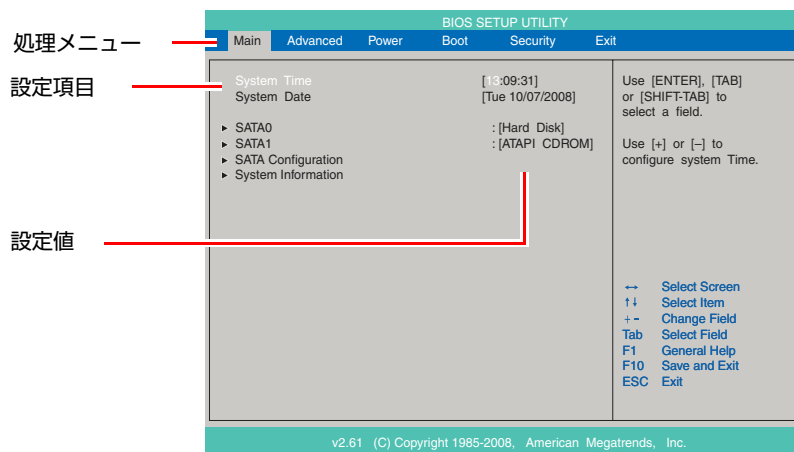 BIOS SETUP UTILITY
処理メニュー
Main Advanced Power Boot Security Exit
設定項目
System Time [13:09:31]
System Date [Tue 10/07/2008]
▶ SATA0 : [Hard Disk]
▶ SATA1 : [ATAPI CDROM]
▶ SATA Configuration
▶ System Information
設定値
Use [ENTER], [TAB]
or [SHIFT-TAB] to
select a field.
Use [+] or [–] to
configure system Time.
↔ Select Screen
↑↓ Select Item
+- Change Field
Tab Select Field
F1 General Help
F10 Save and Exit
ESC Exit
v2.61 (C) Copyright 1985-2008, American Megatrends, Inc.